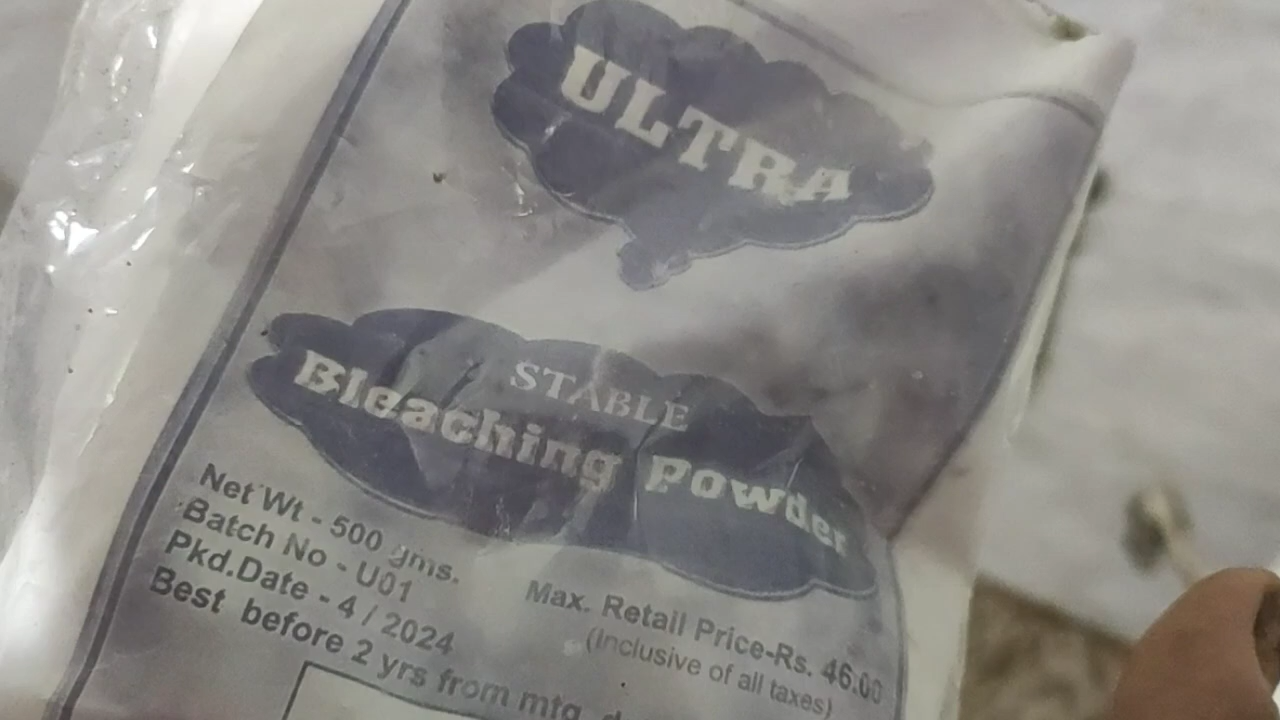 ULTRA
STABLE
Bleaching Powder
Net Wt - 500 gms.
Batch No - U01
Pkd.Date - 4 / 2024
Best before 2 yrs from mfg.
Max. Retail Price-Rs. 46.00
(Inclusive of all taxes)